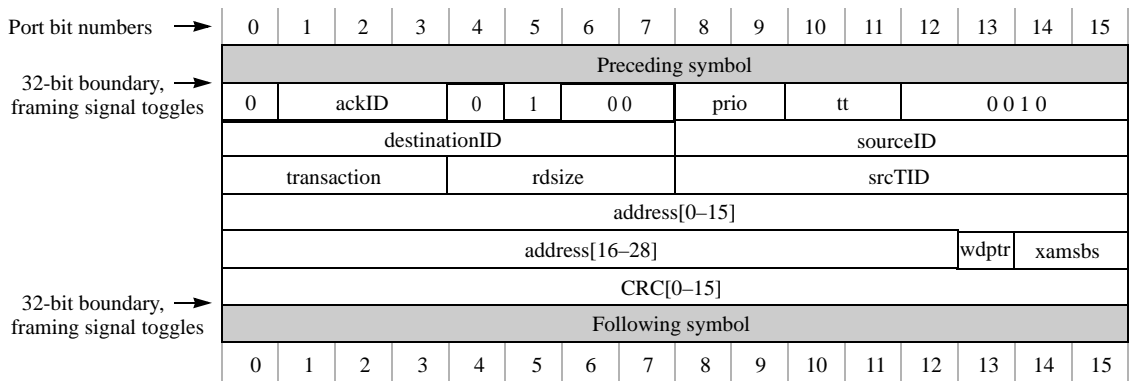 Port bit numbers 0 1 2 3 4 5 6 7 8 9 10 11 12 13 14 15
Preceding symbol
32-bit boundary,
framing signal toggles
0 ackID 0 1 0 0 prio tt 0 0 1 0
destinationID sourceID
transaction rdsize srcTID
address[0–15]
address[16–28] wdptr xamsbs
CRC[0–15]
32-bit boundary,
framing signal toggles
Following symbol
0 1 2 3 4 5 6 7 8 9 10 11 12 13 14 15